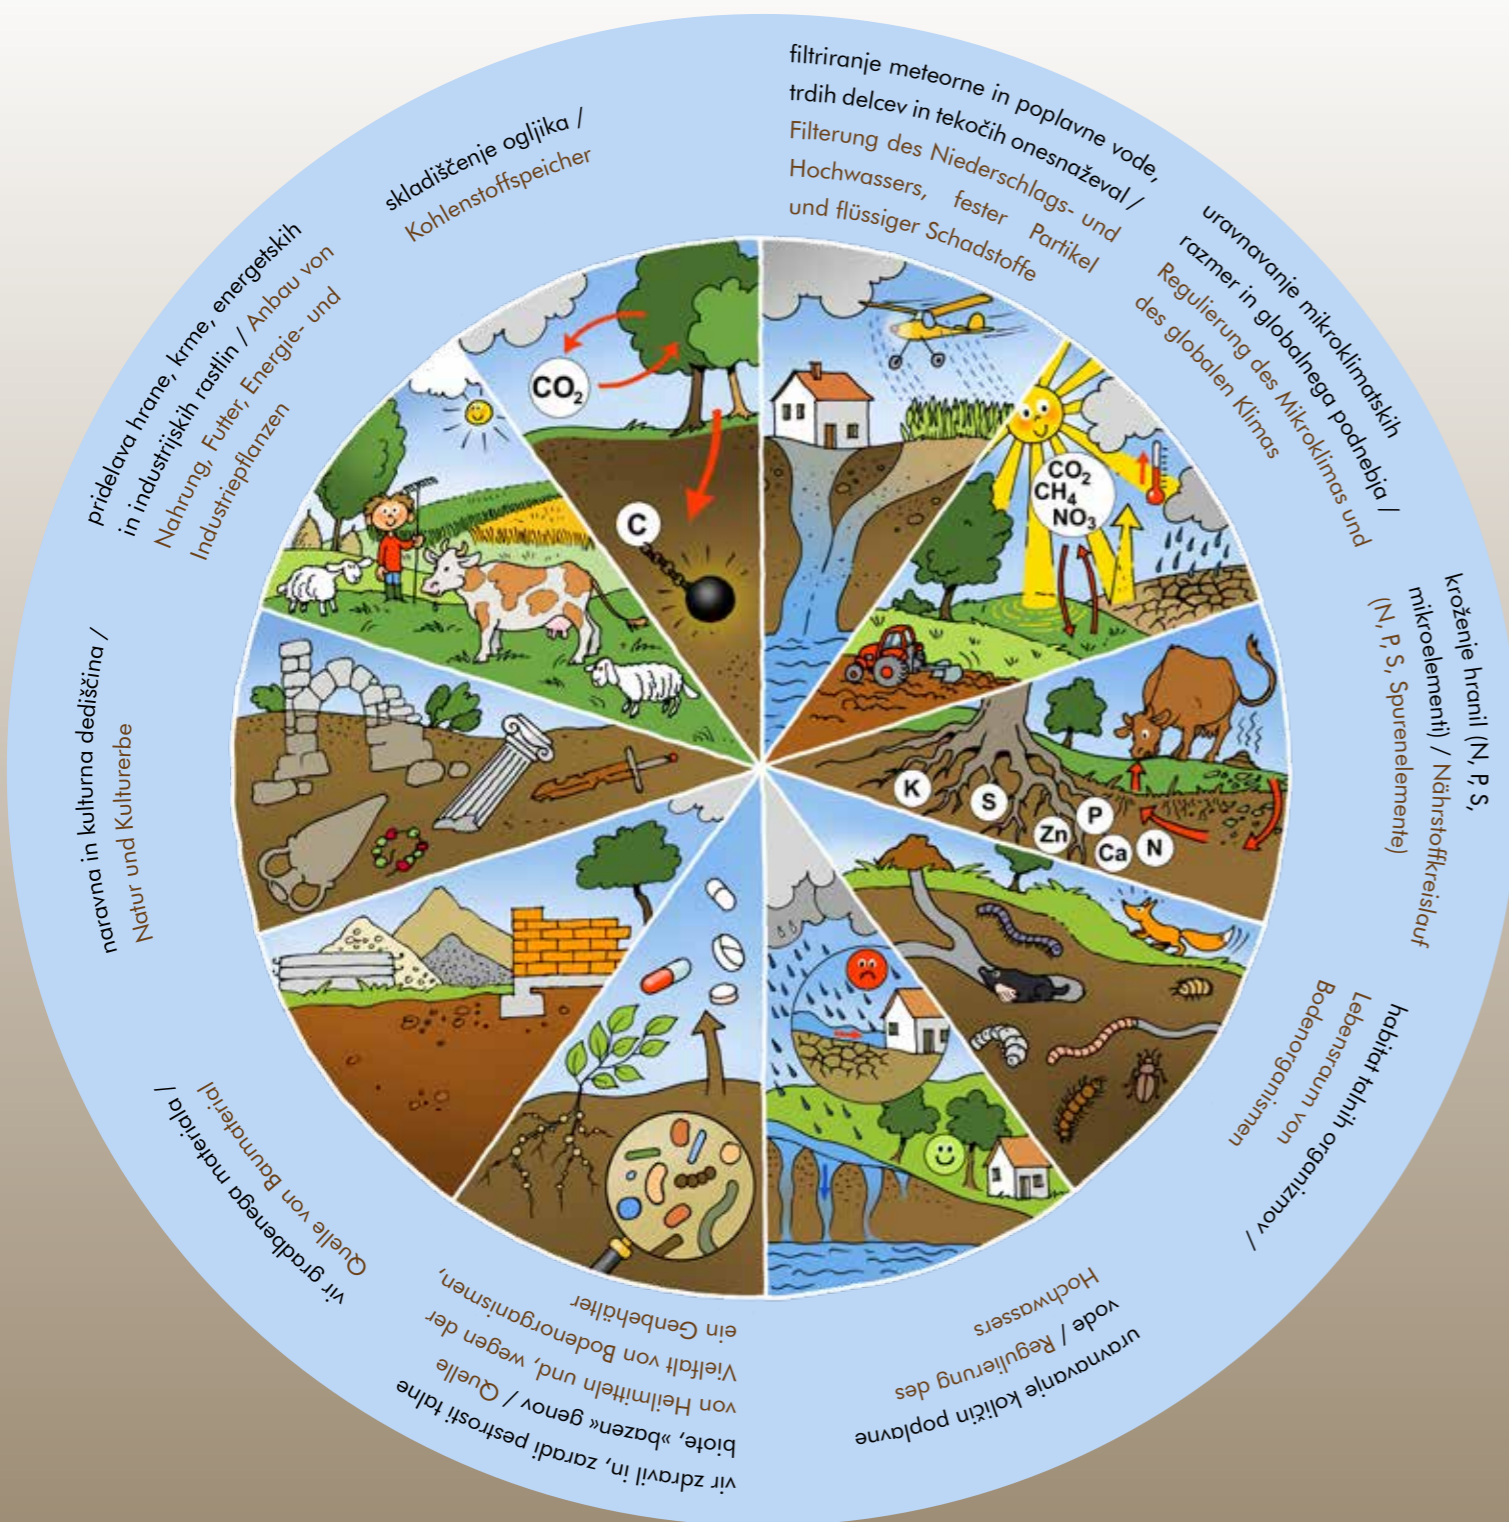 filtriranje meteorne in poplavne vode,
trdih delcev in tekočih onesnaževal /
Filterung des Niederschlags- und
Hochwassers, fester Partikel
und flüssiger Schadstoffe
uravnavanje mikroklimatskih
razmer in globalnega podnebja /
Regulierung des Mikroklimas und
des globalen Klimas
kroženje hranil (N, P, S,
mikroelementi) / Nährstoffkreislauf
(N, P, S, Spurenelemente)
habitat talnih organizmov /
Lebensraum von
Bodenorganismen
uravnavanje količin poplavne
vode / Regulierung des
Hochwassers
vir zdravil in, zaradi pestrosti talne
biote, »bazen« genov / Quelle
von Heilmitteln und, wegen der
Vielfalt von Bodenorganismen,
ein Genbehälter
vir gradbenega materiala /
Quelle von Baumaterial
naravna in kulturna dediščina /
Natur und Kulturerbe
pridelava hrane, krme, energetskih
in industrijskih rastlin / Anbau von
Nahrung, Futter, Energie- und
Industriepflanzen
skladiščenje ogljika /
Kohlenstoffspeicher
CO₂
C
CO₂
CH₄
NO₃
K
S
Zn
P
Ca
N